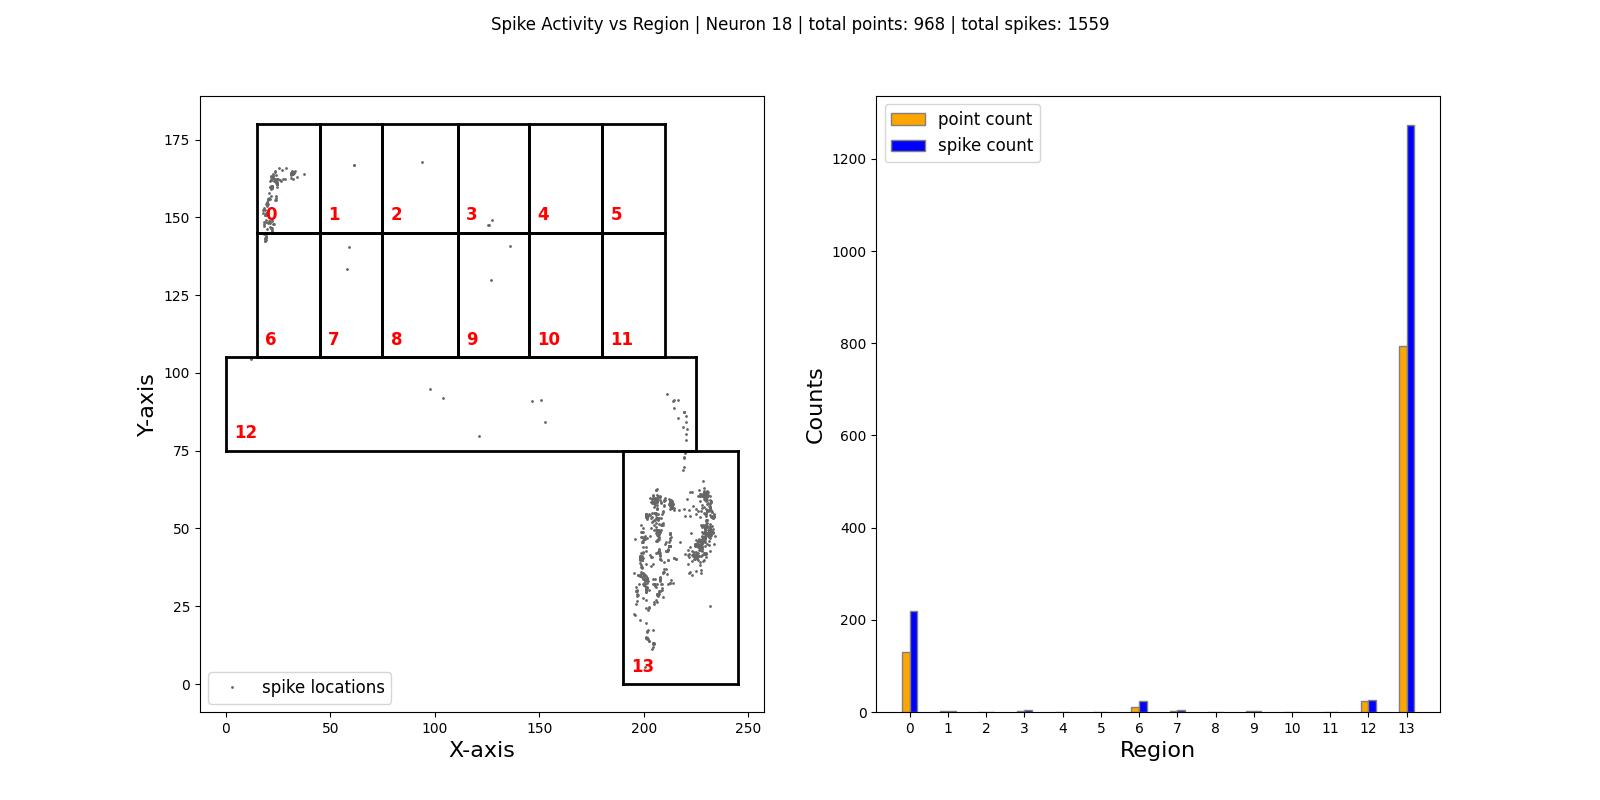 Spike Activity vs Region | Neuron 18 | total points: 968 | total spikes: 1559
175
150
125
100
75
50
25
0
Y-axis
0 1 2 3 4 5
6 7 8 9 10 11
12
13
spike locations
0 50 100 150 200 250
X-axis
point count
spike count
1200
1000
800
600
400
200
0
Counts
0 1 2 3 4 5 6 7 8 9 10 11 12 13
Region